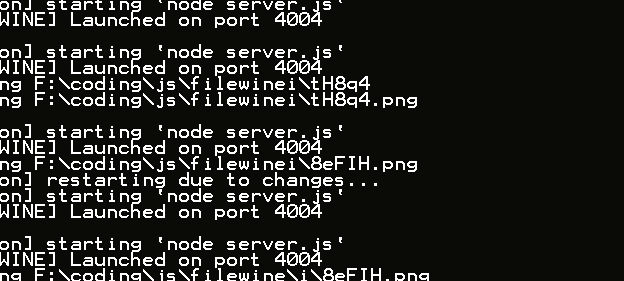 on] starting `node server.js`
WINE] Launched on port 4004
on] starting `node server.js`
WINE] Launched on port 4004
ng F:\coding\js\filewinei\tH8q4
ng F:\coding\js\filewinei\tH8q4.png
on] starting `node server.js`
WINE] Launched on port 4004
ng F:\coding\js\filewinei\8eFIH.png
on] restarting due to changes...
on] starting `node server.js`
WINE] Launched on port 4004
on] starting `node server.js`
WINE] Launched on port 4004
ng F:\coding\js\filewine\i\8eFIH.png